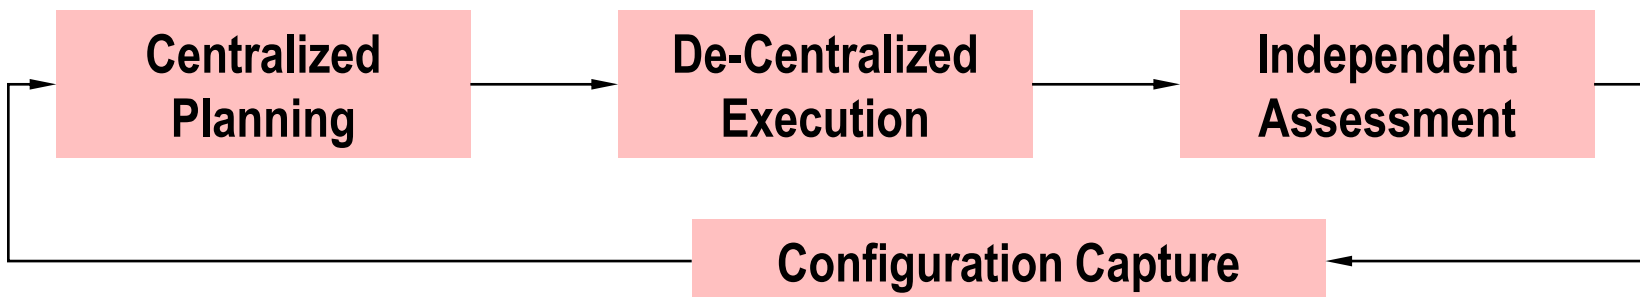 Centralized
Planning
De-Centralized
Execution
Independent
Assessment
Configuration Capture